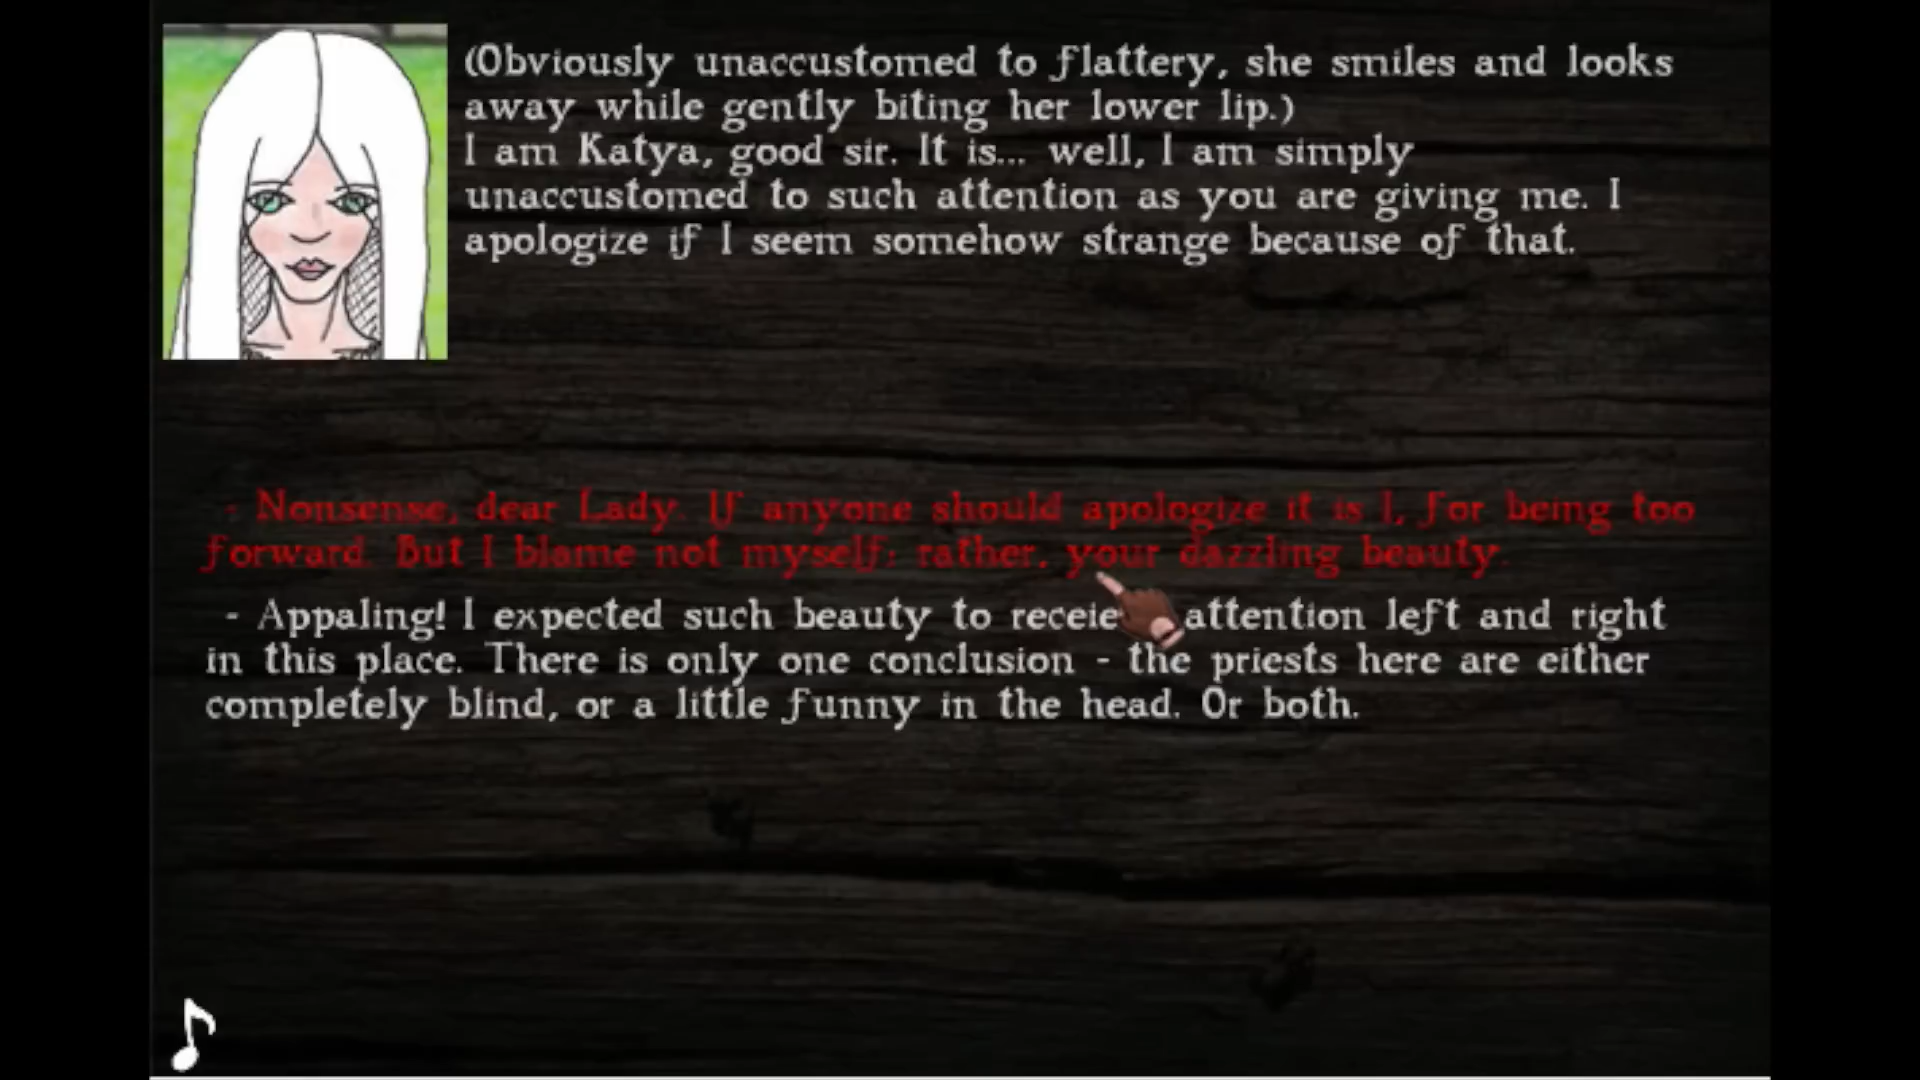 (Obviously unaccustomed to flattery, she smiles and looks
away while gently biting her lower lip.)
I am Katya, good sir. It is... well, I am simply
unaccustomed to such attention as you are giving me. I
apologize if I seem somehow strange because of that.
- Nonsense, dear Lady. If anyone should apologize it is I, for being too
forward. But I blame not myself; rather, your dazzling beauty.
- Appaling! I expected such beauty to attention left and right
in this place. There is only one conclusion - the priests here are either
completely blind, or a little funny in the head. Or both.